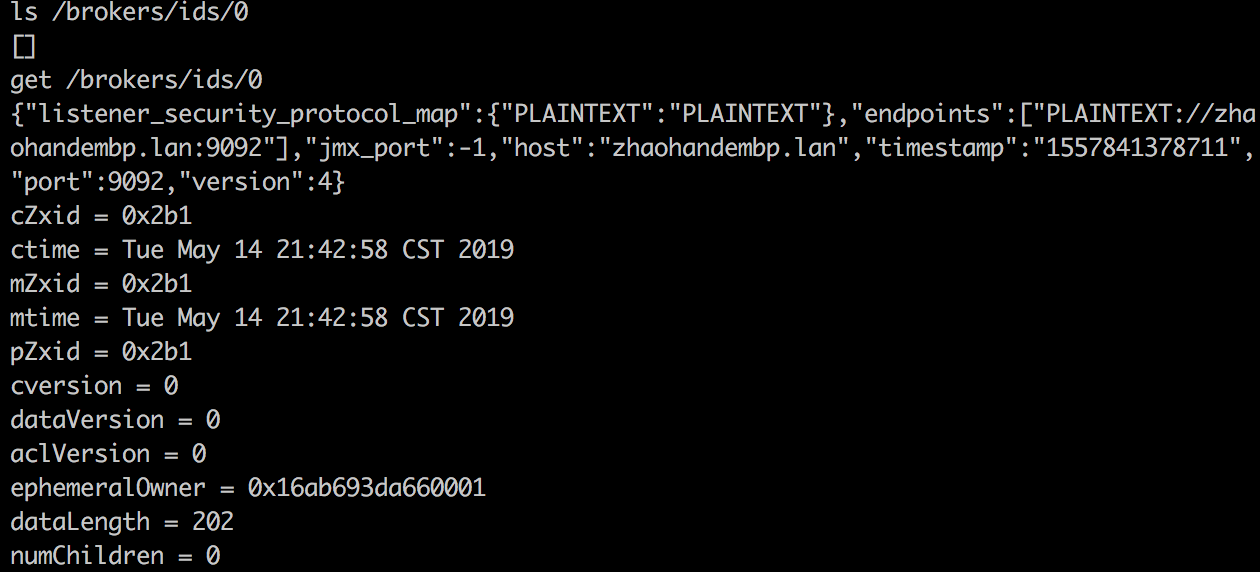 ls /brokers/ids/0
[]
get /brokers/ids/0
{"listener_security_protocol_map":{"PLAINTEXT":"PLAINTEXT"},"endpoints":["PLAINTEXT://zha
ohandembp.lan:9092"],"jmx_port":-1,"host":"zhaohandembp.lan","timestamp":"1557841378711",
"port":9092,"version":4}
cZxid = 0x2b1
ctime = Tue May 14 21:42:58 CST 2019
mZxid = 0x2b1
mtime = Tue May 14 21:42:58 CST 2019
pZxid = 0x2b1
cversion = 0
dataVersion = 0
aclVersion = 0
ephemeralOwner = 0x16ab693da660001
dataLength = 202
numChildren = 0